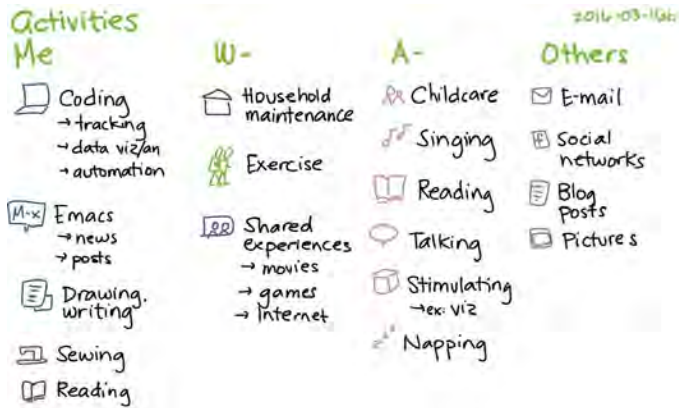 Activities
2016-03-16b
Me
Coding
→ tracking
→ data viz/an
→ automation
M-x
Emacs
→ news
→ posts
Drawing.
writing
Sewing
Reading
W-
Household
maintenance
Exercise
Shared
experiences
→ movies
→ games
→ Internet
A-
Childcare
Singing
Reading
Talking
Stimulating
→ ex: viz
Napping
Others
E-mail
f
Social
networks
Blog
posts
Pictures